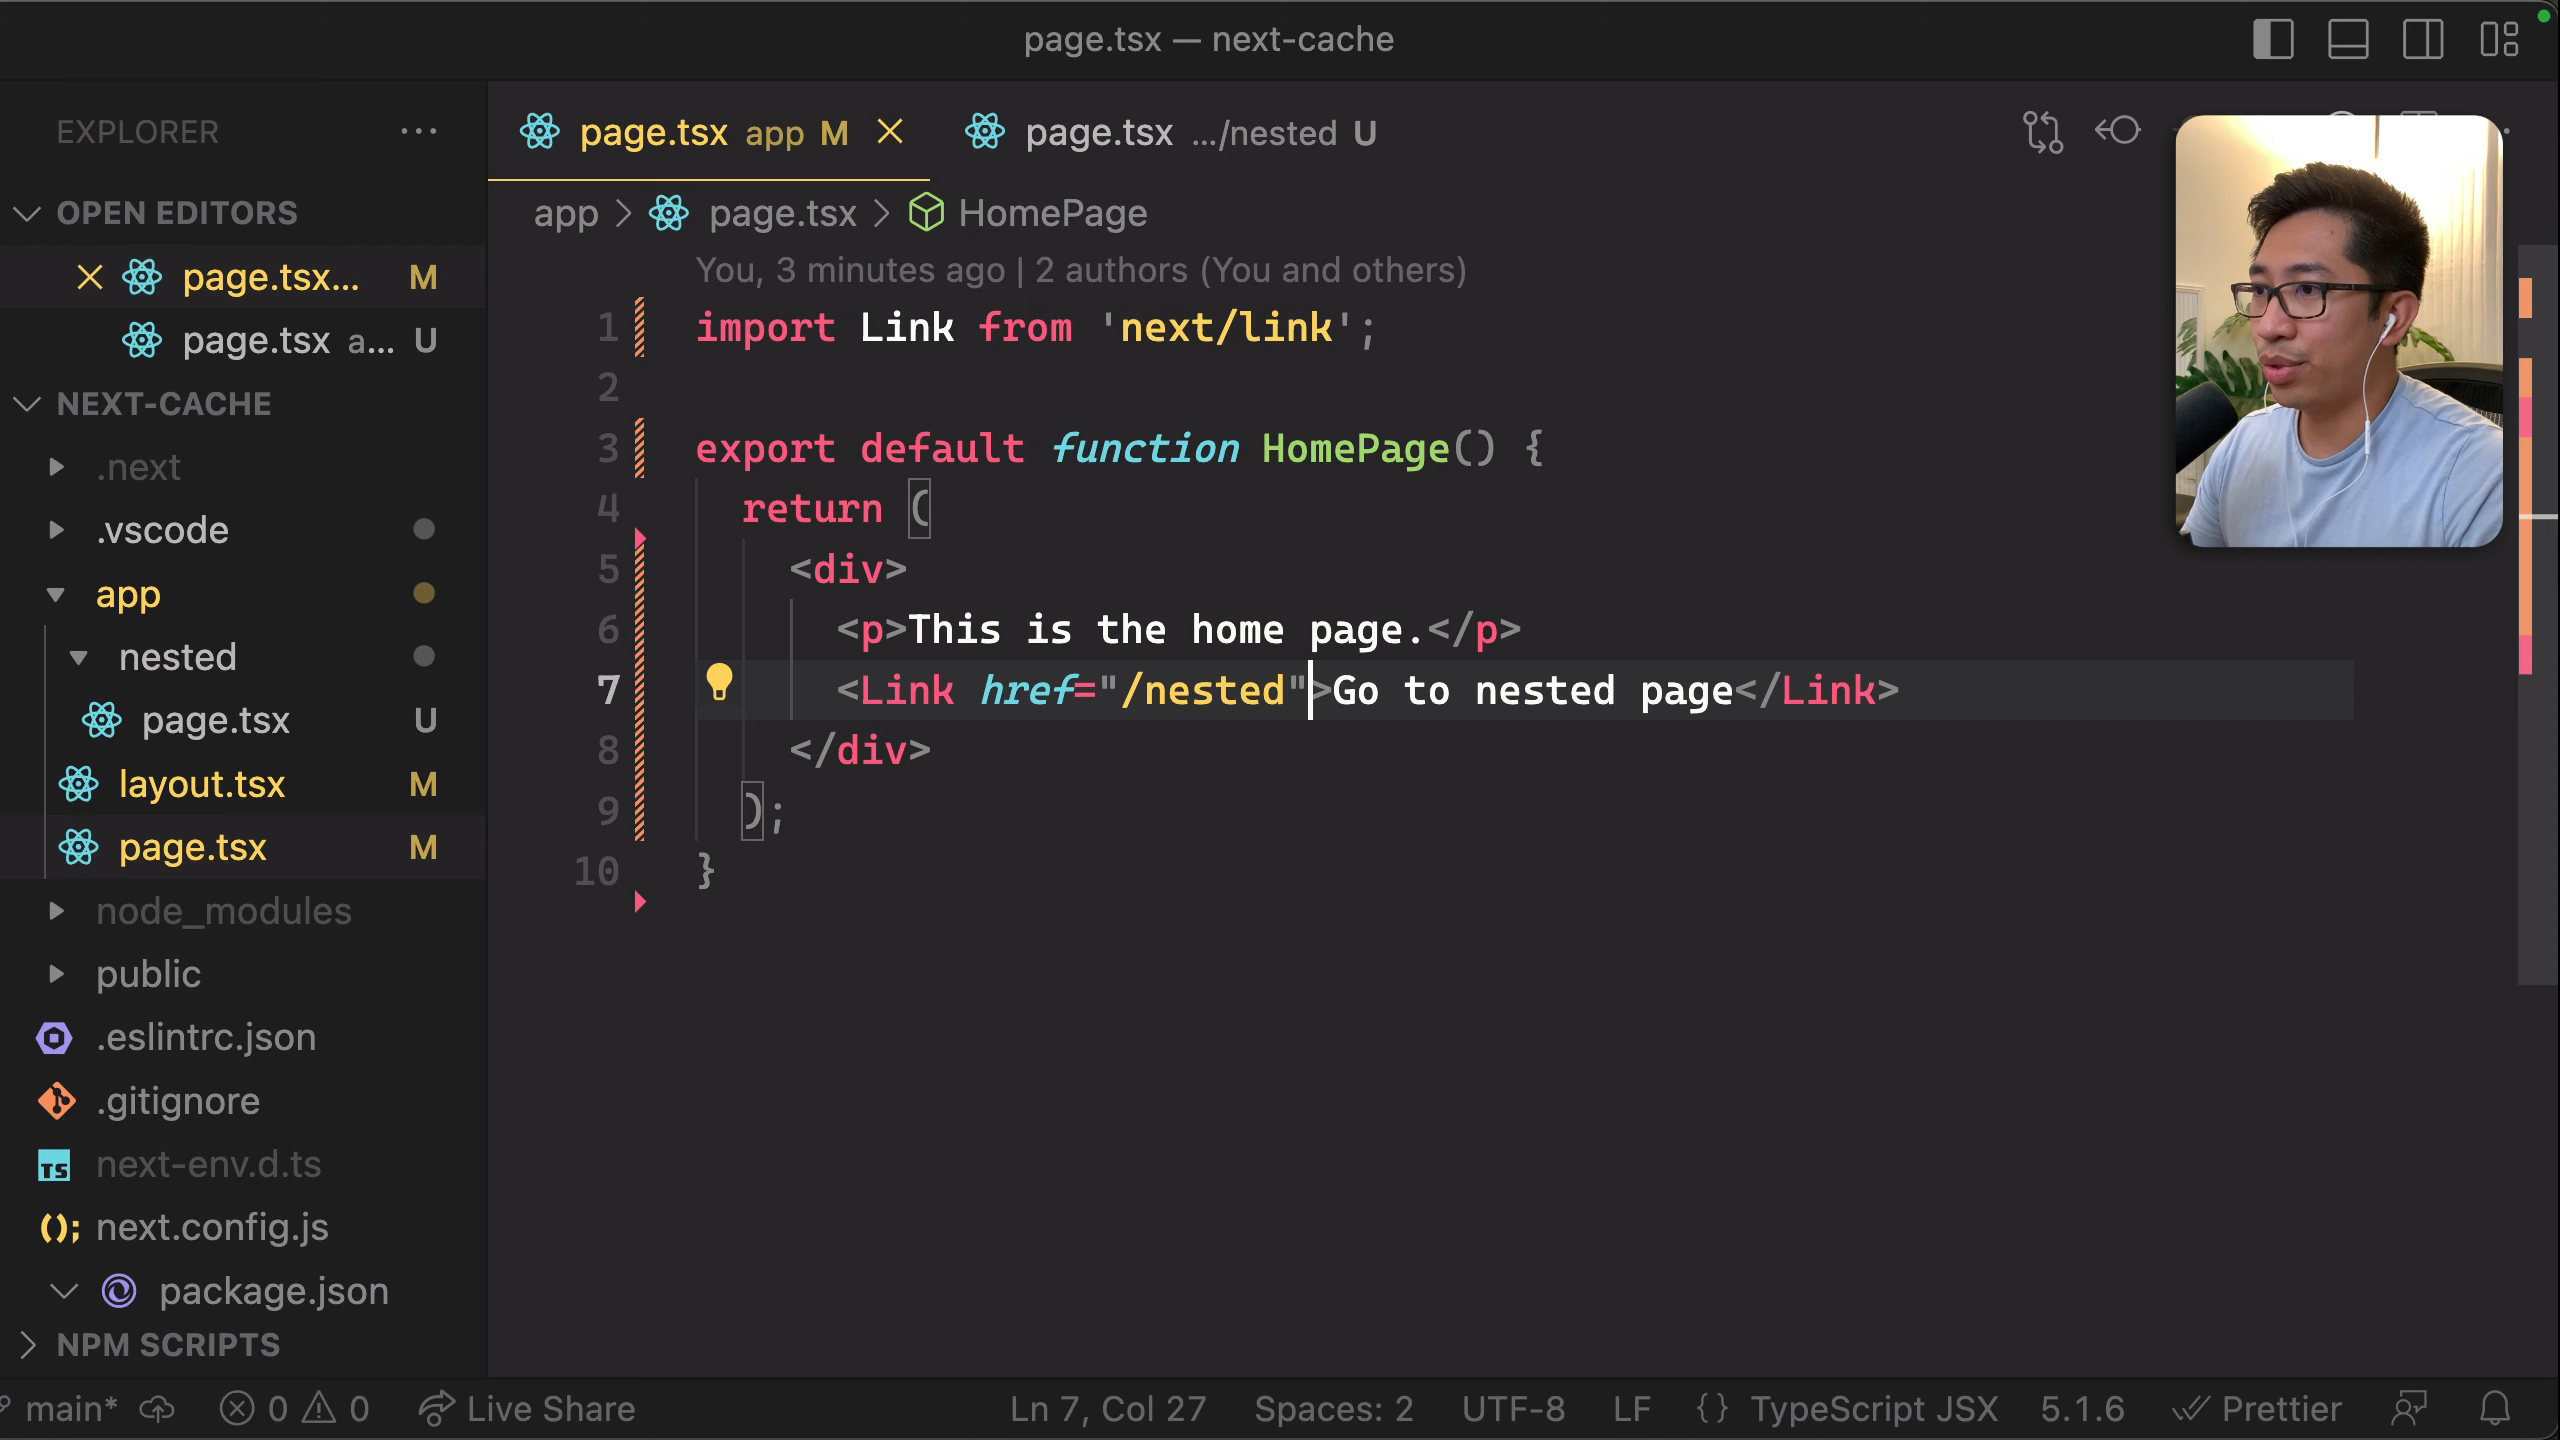 page.tsx — next-cache
EXPLORER
OPEN EDITORS
page.tsx... M
page.tsx a... U
NEXT-CACHE
.next
.vscode
app
nested
page.tsx U
layout.tsx M
page.tsx M
node_modules
public
.eslintrc.json
.gitignore
TS next-env.d.ts
next.config.js
package.json
NPM SCRIPTS
page.tsx app M
page.tsx .../nested U
app > page.tsx > HomePage
You, 3 minutes ago | 2 authors (You and others)
1 import Link from 'next/link';
2
3 export default function HomePage() {
4 return (
5 <div>
6 <p>This is the home page.</p>
7 <Link href="/nested">Go to nested page</Link>
8 </div>
9 );
10 }
main* 0 0 Live Share Ln 7, Col 27 Spaces: 2 UTF-8 LF {} TypeScript JSX 5.1.6 Prettier